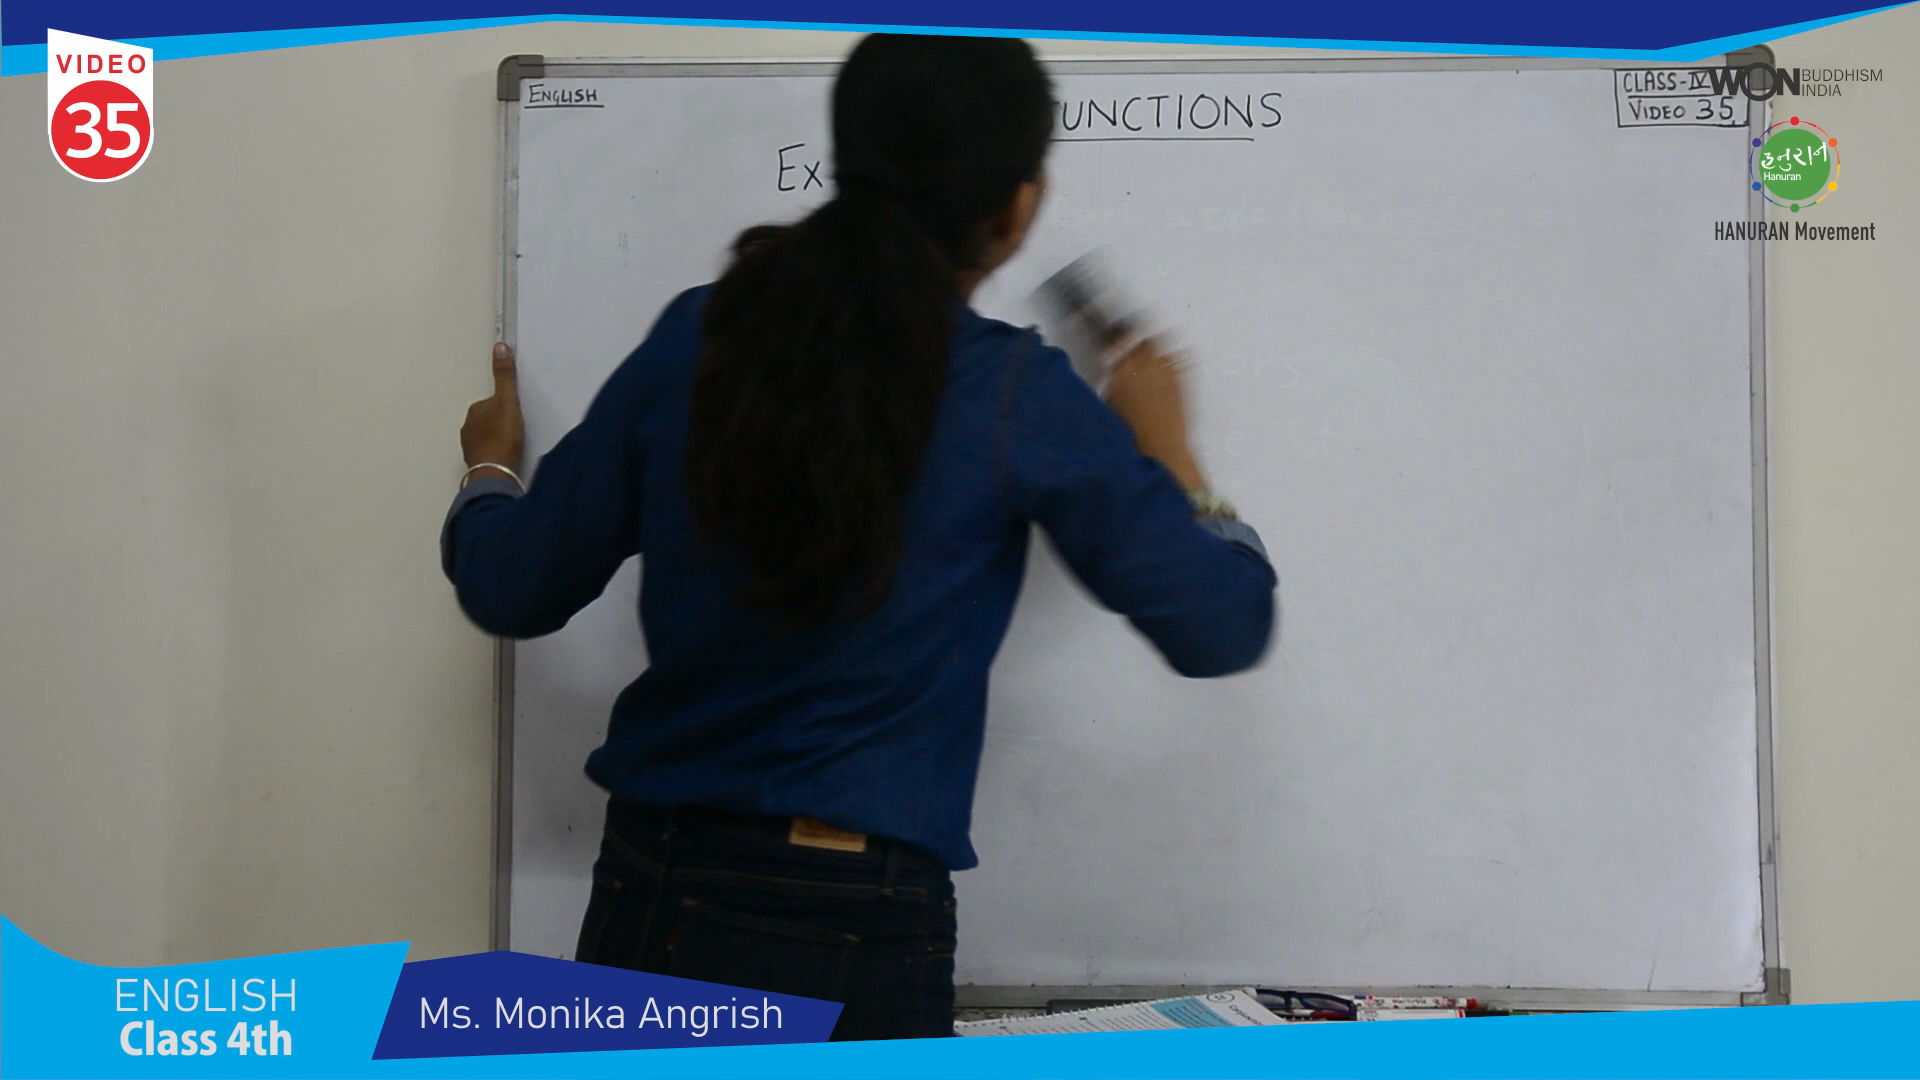 VIDEO
35
ENGLISH
UNCTIONS
Ex
CLASS-IV
VIDEO 35
WON BUDDHISM
INDIA
હનુરાન
Hanuran
HANURAN Movement
ENGLISH
Class 4th
Ms. Monika Angrish